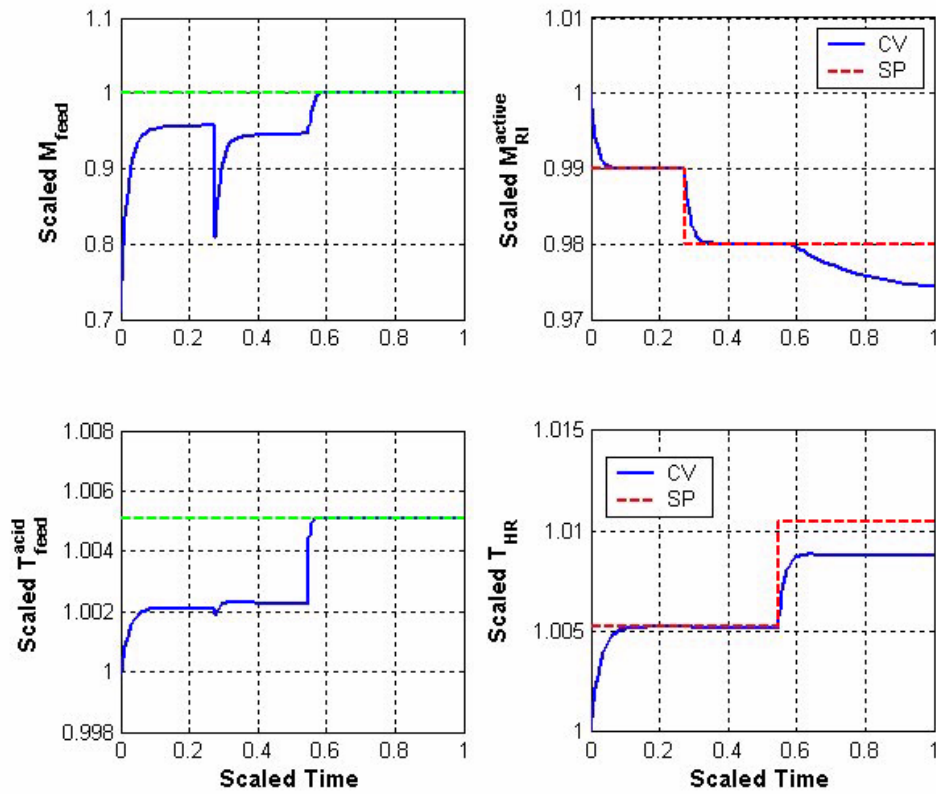 1.1
1
0.9
0.8
0.7
0 0.2 0.4 0.6 0.8 1
Scaled M_feed
1.01
1
0.99
0.98
0.97
0 0.2 0.4 0.6 0.8 1
Scaled M_RI^active
CV
SP
1.008
1.006
1.004
1.002
1
0.998
0 0.2 0.4 0.6 0.8 1
Scaled T_feed^acid
Scaled Time
1.015
1.01
1.005
1
0 0.2 0.4 0.6 0.8 1
Scaled T_HR
CV
SP
Scaled Time